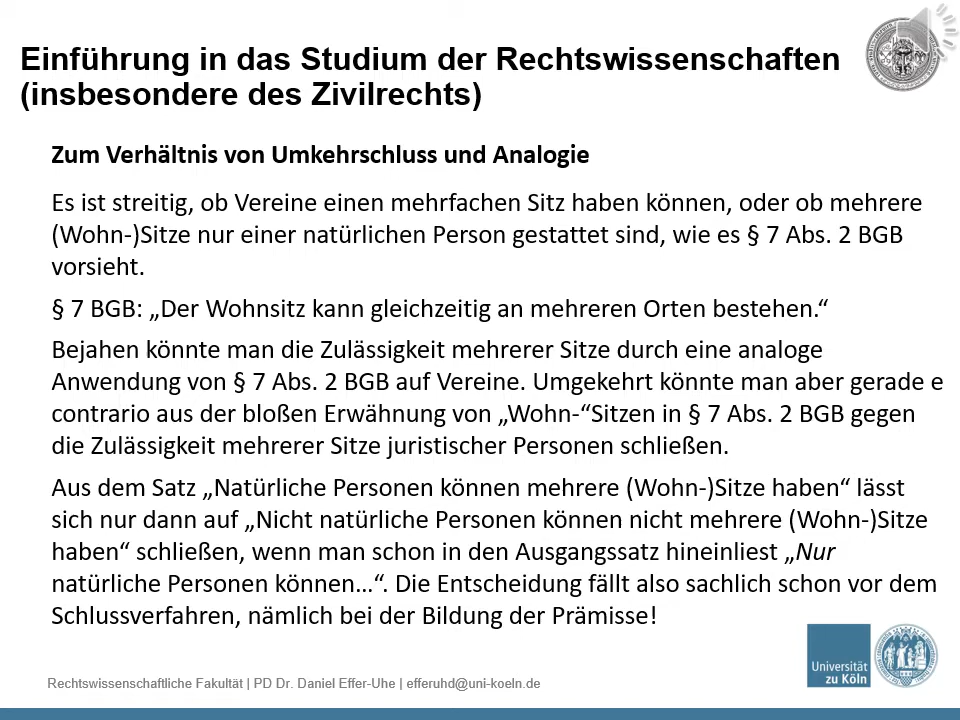 Einführung in das Studium der Rechtswissenschaften
(insbesondere des Zivilrechts)
Zum Verhältnis von Umkehrschluss und Analogie
Es ist streitig, ob Vereine einen mehrfachen Sitz haben können, oder ob mehrere
(Wohn-)Sitze nur einer natürlichen Person gestattet sind, wie es § 7 Abs. 2 BGB
vorsieht.
§ 7 BGB: „Der Wohnsitz kann gleichzeitig an mehreren Orten bestehen.“
Bejahen könnte man die Zulässigkeit mehrerer Sitze durch eine analoge
Anwendung von § 7 Abs. 2 BGB auf Vereine. Umgekehrt könnte man aber gerade e
contrario aus der bloßen Erwähnung von „Wohn-“Sitzen in § 7 Abs. 2 BGB gegen
die Zulässigkeit mehrerer Sitze juristischer Personen schließen.
Aus dem Satz „Natürliche Personen können mehrere (Wohn-)Sitze haben“ lässt
sich nur dann auf „Nicht natürliche Personen können nicht mehrere (Wohn-)Sitze
haben“ schließen, wenn man schon in den Ausgangssatz hineinliest „Nur
natürliche Personen können…“. Die Entscheidung fällt also sachlich schon vor dem
Schlussverfahren, nämlich bei der Bildung der Prämisse!
Universität
zu Köln
Rechtswissenschaftliche Fakultät | PD Dr. Daniel Effer-Uhe | efferuhd@uni-koeln.de